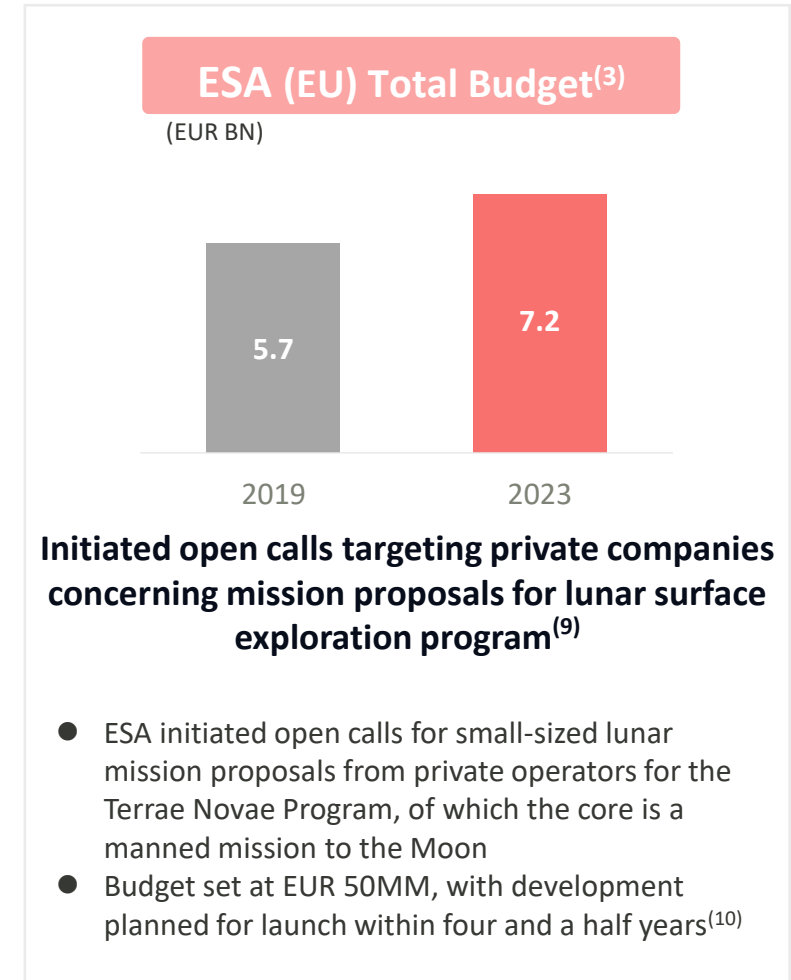 ESA (EU) Total Budget(3)
(EUR BN)
5.7
7.2
2019
2023
Initiated open calls targeting private companies
concerning mission proposals for lunar surface
exploration program(9)
● ESA initiated open calls for small-sized lunar
mission proposals from private operators for the
Terrae Novae Program, of which the core is a
manned mission to the Moon
● Budget set at EUR 50MM, with development
planned for launch within four and a half years(10)